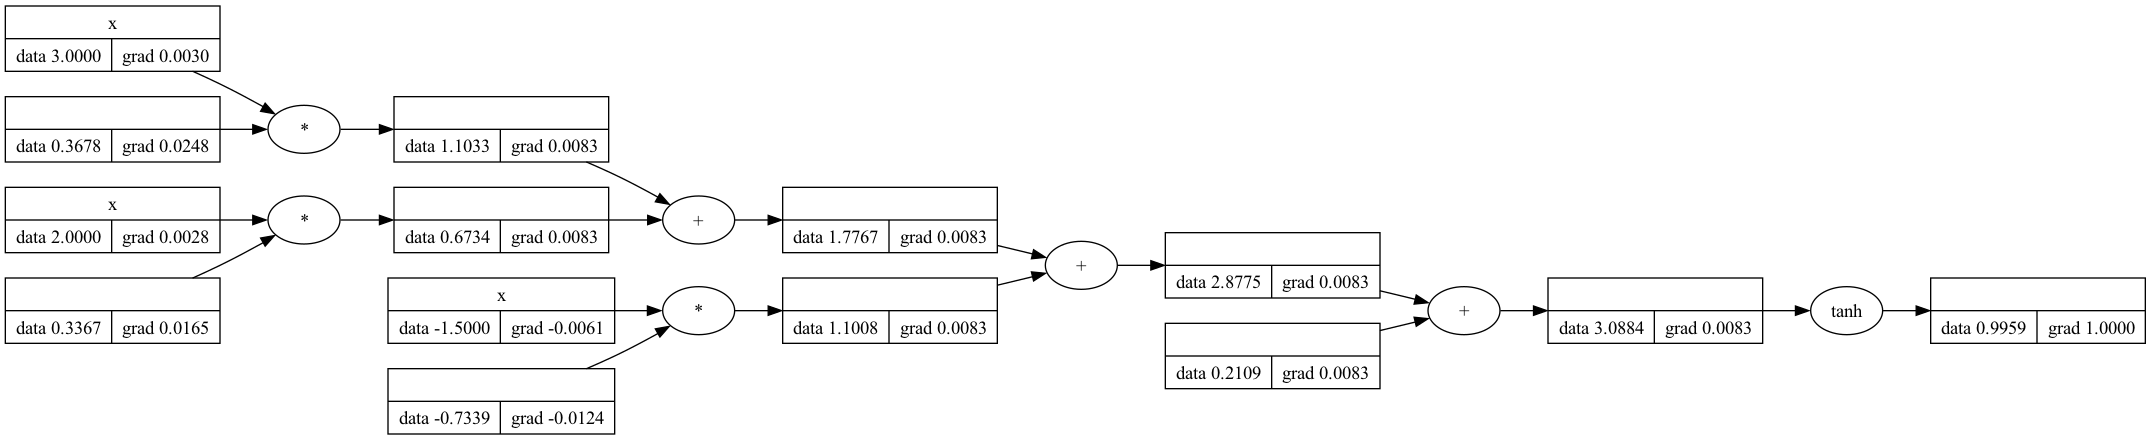 x
data 3.0000 grad 0.0030
data 0.3678 grad 0.0248
*
data 1.1033 grad 0.0083
x
data 2.0000 grad 0.0028
*
data 0.6734 grad 0.0083
+
data 1.7767 grad 0.0083
data 0.3367 grad 0.0165
x
data -1.5000 grad -0.0061
*
data 1.1008 grad 0.0083
data -0.7339 grad -0.0124
+
data 2.8775 grad 0.0083
data 0.2109 grad 0.0083
+
data 3.0884 grad 0.0083
tanh
data 0.9959 grad 1.0000